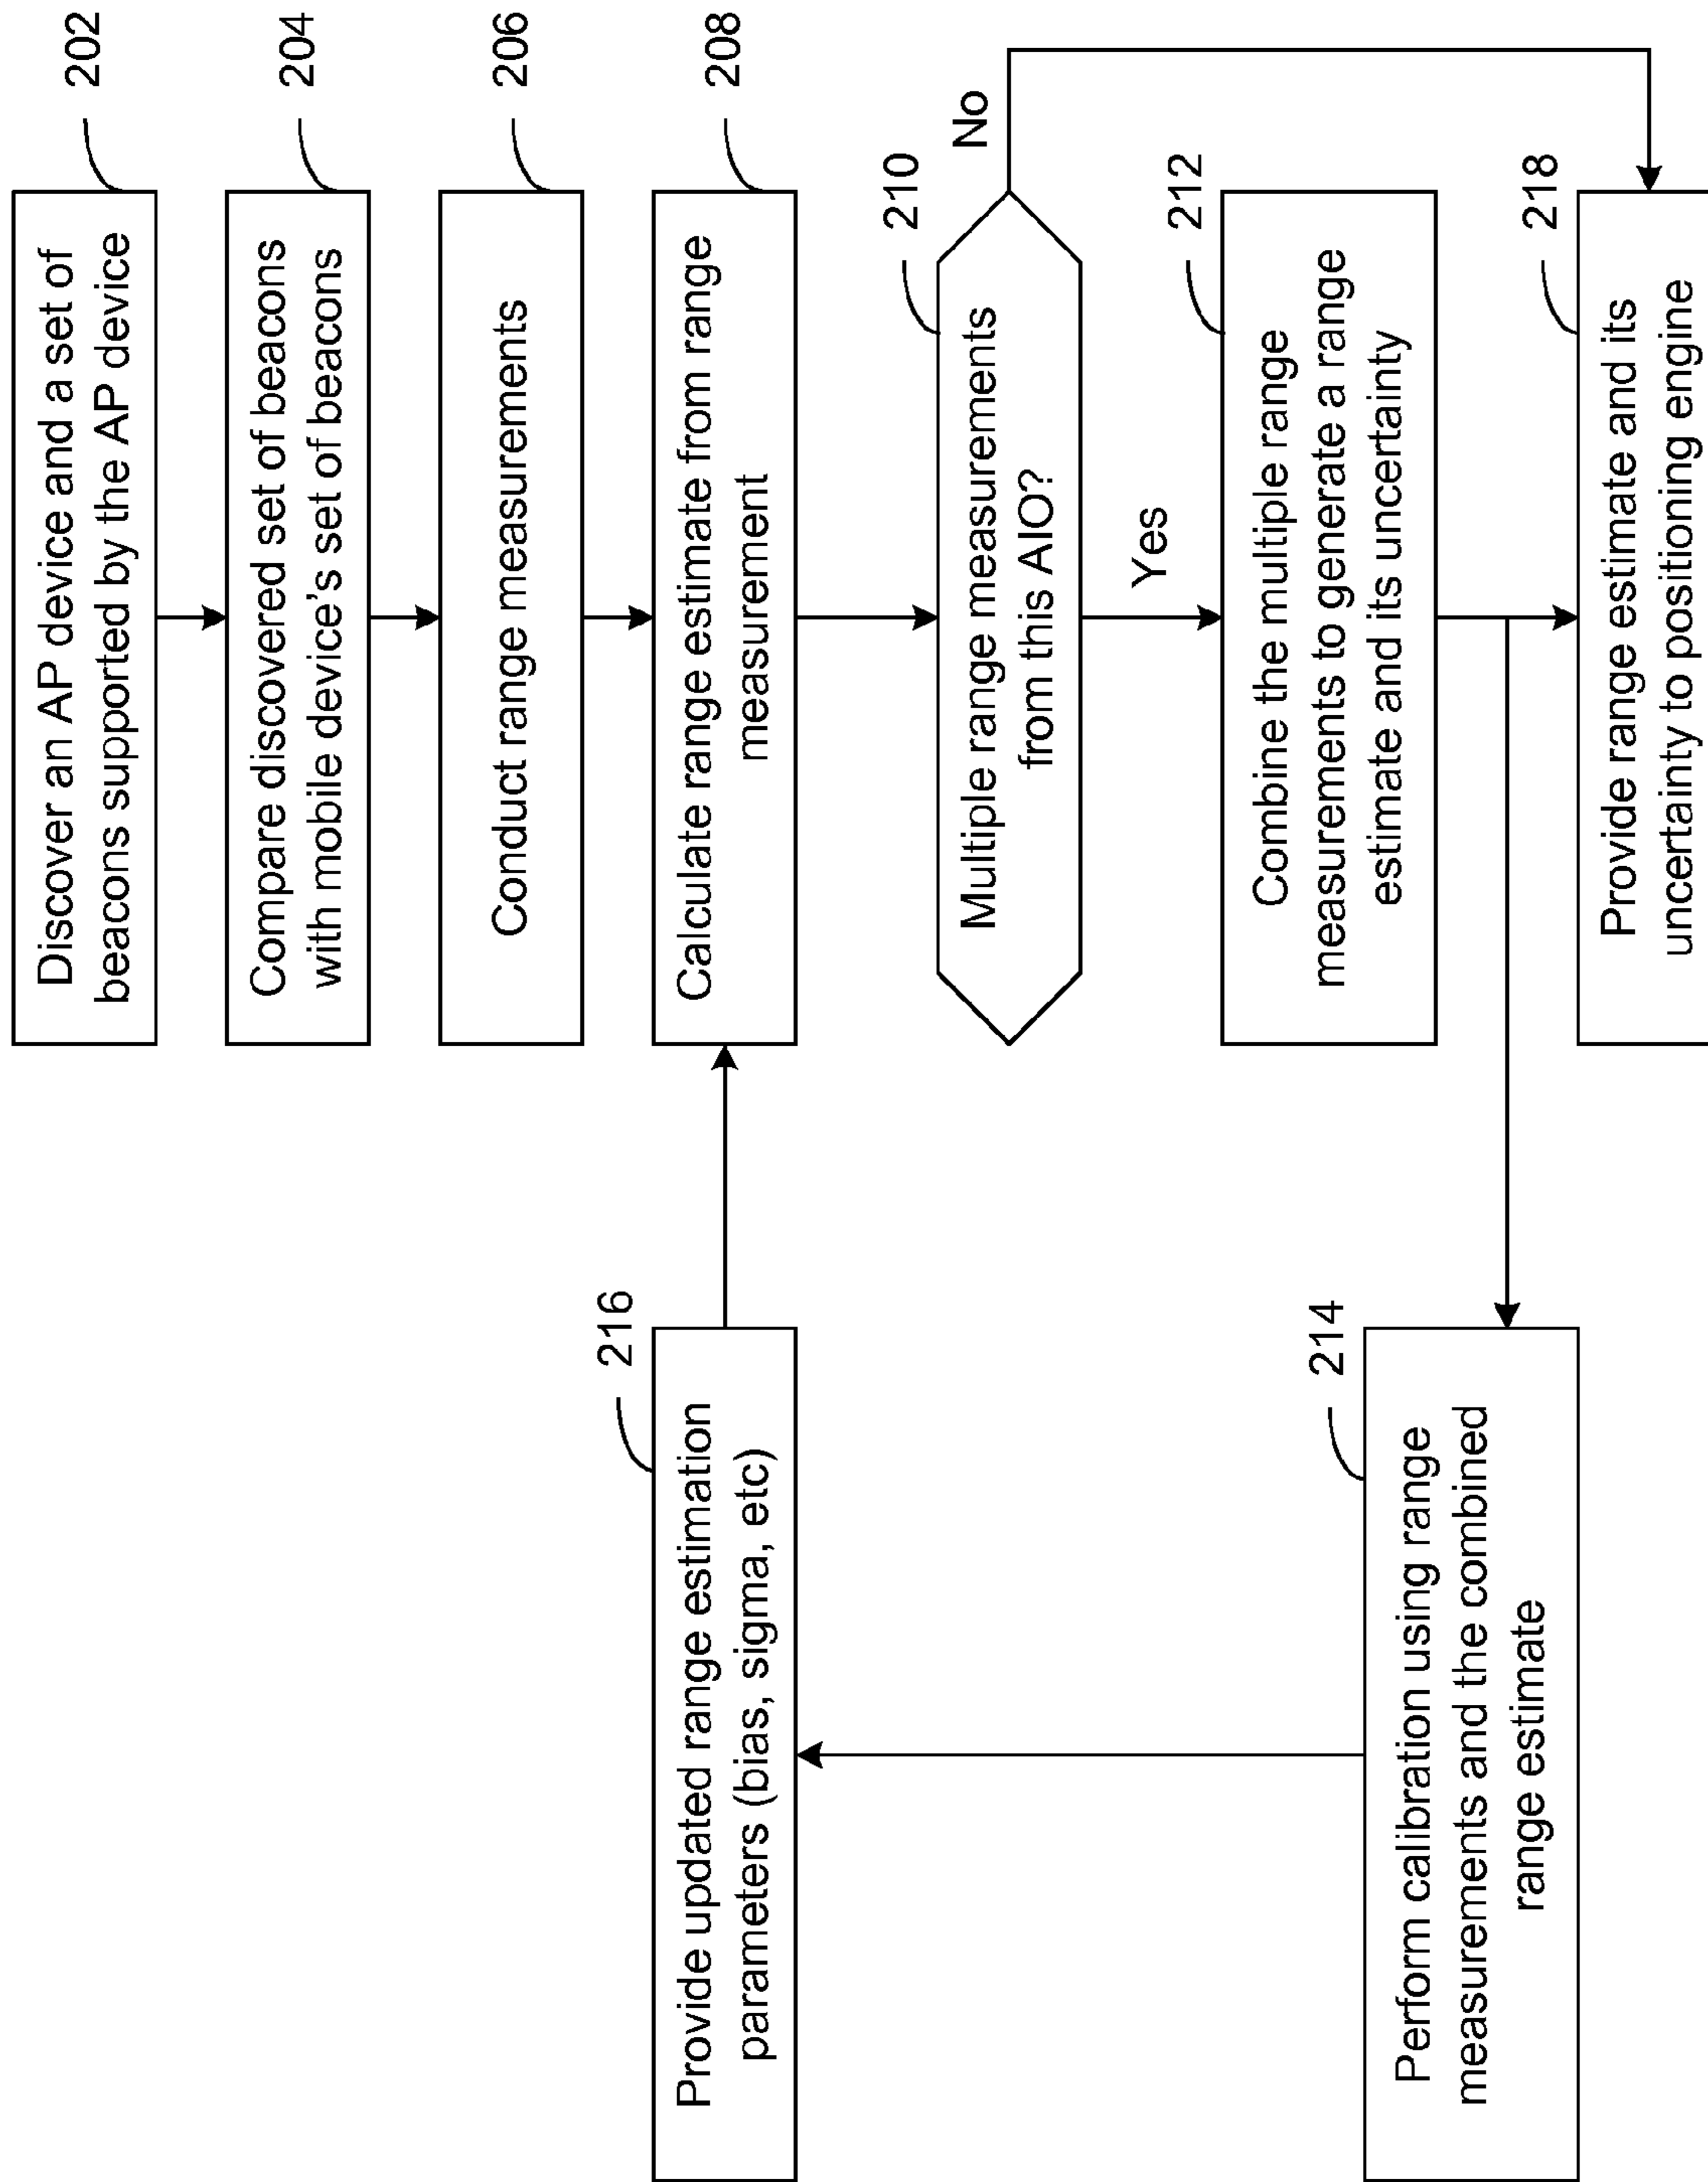 Discover an AP device and a set of
beacons supported by the AP device
202
Compare discovered set of beacons
with mobile device's set of beacons
204
Conduct range measurements
206
Calculate range estimate from range
measurement
208
Multiple range measurements
from this AIO?
210
No
Yes
Combine the multiple range
measurements to generate a range
estimate and its uncertainty
212
Provide range estimate and its
uncertainty to positioning engine
218
Provide updated range estimation
parameters (bias, sigma, etc)
216
Perform calibration using range
measurements and the combined
range estimate
214